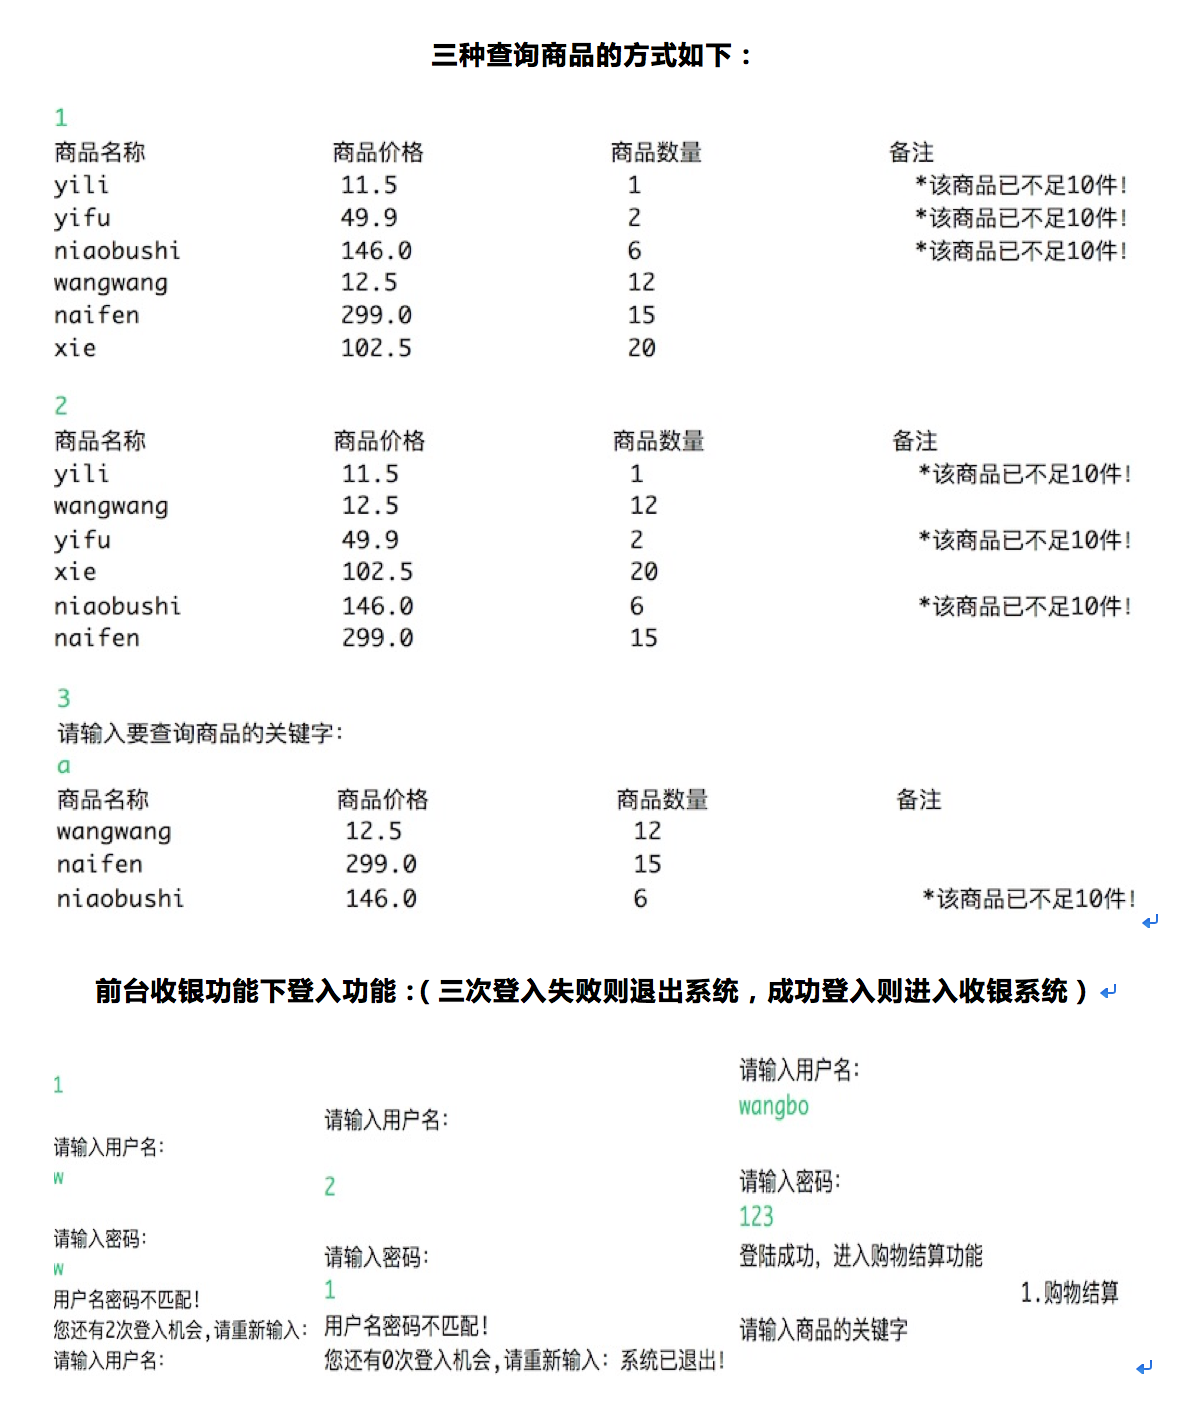 三种查询商品的方式如下：
1
商品名称 商品价格 商品数量 备注
yili 11.5 1 *该商品已不足10件!
yifu 49.9 2 *该商品已不足10件!
niaobushi 146.0 6 *该商品已不足10件!
wangwang 12.5 12
naifen 299.0 15
xie 102.5 20
2
商品名称 商品价格 商品数量 备注
yili 11.5 1 *该商品已不足10件!
wangwang 12.5 12
yifu 49.9 2 *该商品已不足10件!
xie 102.5 20
niaobushi 146.0 6 *该商品已不足10件!
naifen 299.0 15
3
请输入要查询商品的关键字:
a
商品名称 商品价格 商品数量 备注
wangwang 12.5 12
naifen 299.0 15
niaobushi 146.0 6 *该商品已不足10件!
前台收银功能下登入功能：(三次登入失败则退出系统，成功登入则进入收银系统)
1
请输入用户名:
w
请输入密码:
w
用户名密码不匹配!
您还有2次登入机会,请重新输入:
请输入用户名:
请输入用户名:
2
请输入密码:
1
用户名密码不匹配!
您还有0次登入机会,请重新输入: 系统已退出!
请输入用户名:
wangbo
请输入密码:
123
登陆成功, 进入购物结算功能
1.购物结算
请输入商品的关键字